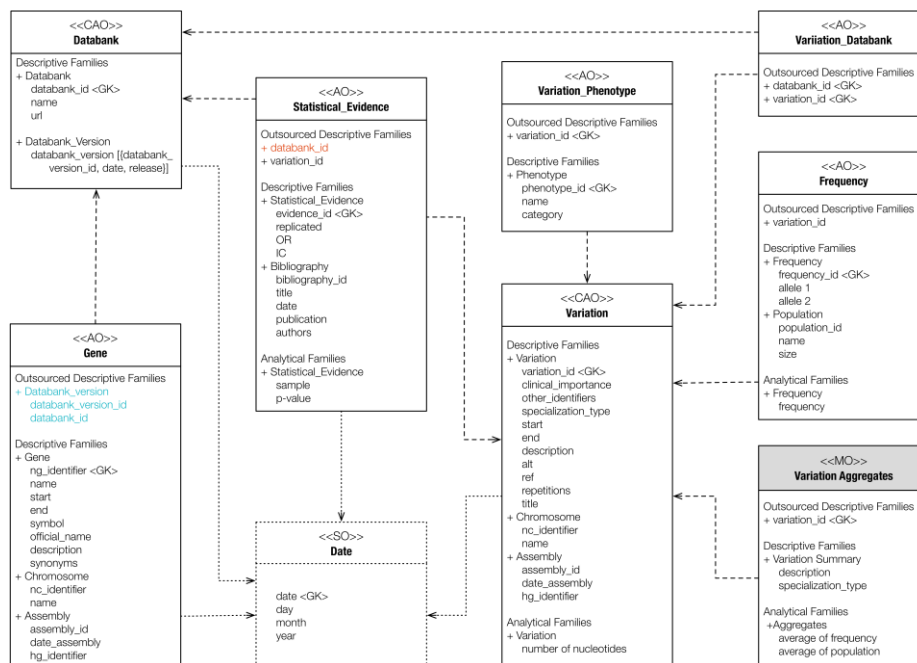 <<CAO>>
Databank
Descriptive Families
+ Databank
databank_id <GK>
name
url
+ Databank_Version
databank_version [{databank_
version_id, date, release}]
<<AO>>
Statistical_Evidence
Outsourced Descriptive Families
+ databank_id
+ variation_id
Descriptive Families
+ Statistical_Evidence
evidence_id <GK>
replicated
OR
IC
+ Bibliography
bibliography_id
title
date
publication
authors
Analytical Families
+ Statistical_Evidence
sample
p-value
<<AO>>
Variation_Phenotype
Outsourced Descriptive Families
+ variation_id <GK>
Descriptive Families
+ Phenotype
phenotype_id <GK>
name
category
<<AO>>
Variiation_Databank
Outsourced Descriptive Families
+ databank_id <GK>
+ variation_id <GK>
<<AO>>
Frequency
Outsourced Descriptive Families
+ variation_id
Descriptive Families
+ Frequency
frequency_id <GK>
allele 1
allele 2
+ Population
population_id
name
size
Analytical Families
+ Frequency
frequency
<<AO>>
Gene
Outsourced Descriptive Families
+ Databank_version
databank_version_id
databank_id
Descriptive Families
+ Gene
ng_identifier <GK>
name
start
end
symbol
official_name
description
synonyms
+ Chromosome
nc_identifier
name
+ Assembly
assembly_id
date_assembly
hg_identifier
<<SO>>
Date
date <GK>
day
month
year
<<CAO>>
Variation
Descriptive Families
+ Variation
variation_id <GK>
clinical_importance
other_identifiers
specialization_type
start
end
description
alt
ref
repetitions
title
+ Chromosome
nc_identifier
name
+ Assembly
assembly_id
date_assembly
hg_identifier
Analytical Families
+ Variation
number of nucleotides
<<MO>>
Variation Aggregates
Outsourced Descriptive Families
+ variation_id <GK>
Descriptive Families
+ Variation Summary
description
specialization_type
Analytical Families
+Aggregates
average of frequency
average of population